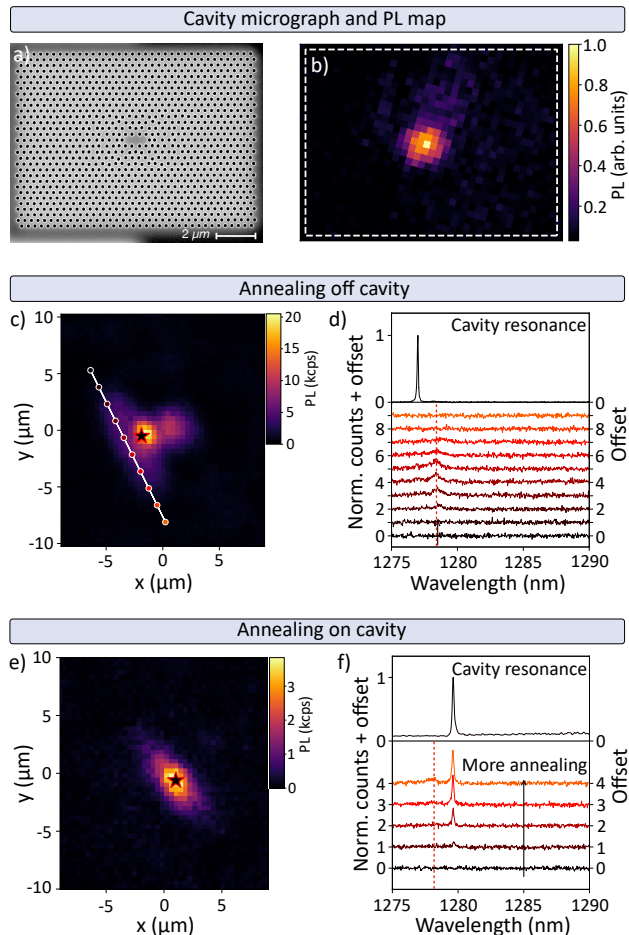 Cavity micrograph and PL map
a)
2 µm
b)
1.0
0.8
0.6
0.4
0.2
PL (arb. units)
Annealing off cavity
c)
10
5
0
-5
-10
y (µm)
-5
0
5
x (µm)
20
15
10
5
0
PL (kcps)
d)
Cavity resonance
1
0
0
8
6
4
2
0
8
6
4
2
0
Norm. counts + offset
Offset
1275
1280
1285
1290
Wavelength (nm)
Annealing on cavity
e)
10
5
0
-5
-10
y (µm)
-5
0
5
x (µm)
3
2
1
0
PL (kcps)
f)
Cavity resonance
1
0
0
More annealing
4
3
2
1
0
4
3
2
1
0
Norm. counts + offset
Offset
1275
1280
1285
1290
Wavelength (nm)